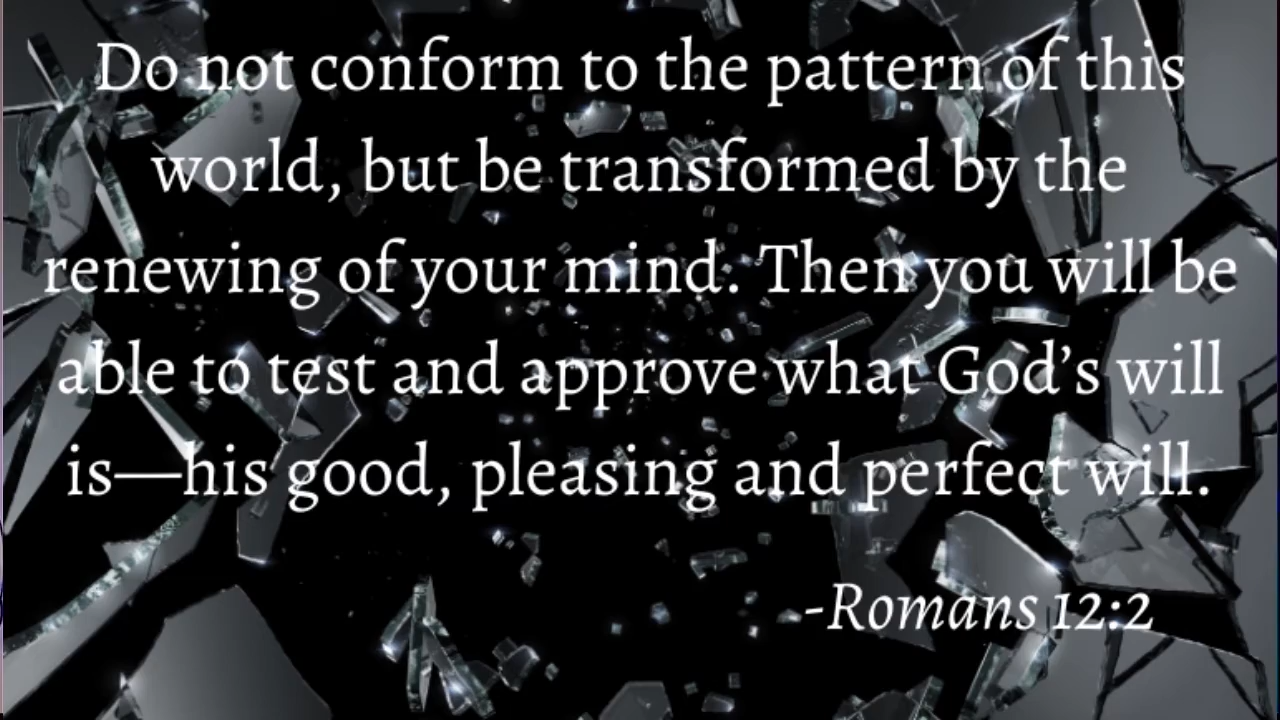 Do not conform to the pattern of this
world, but be transformed by the
renewing of your mind. Then you will be
able to test and approve what God’s will
is—his good, pleasing and perfect will.
-Romans 12:2